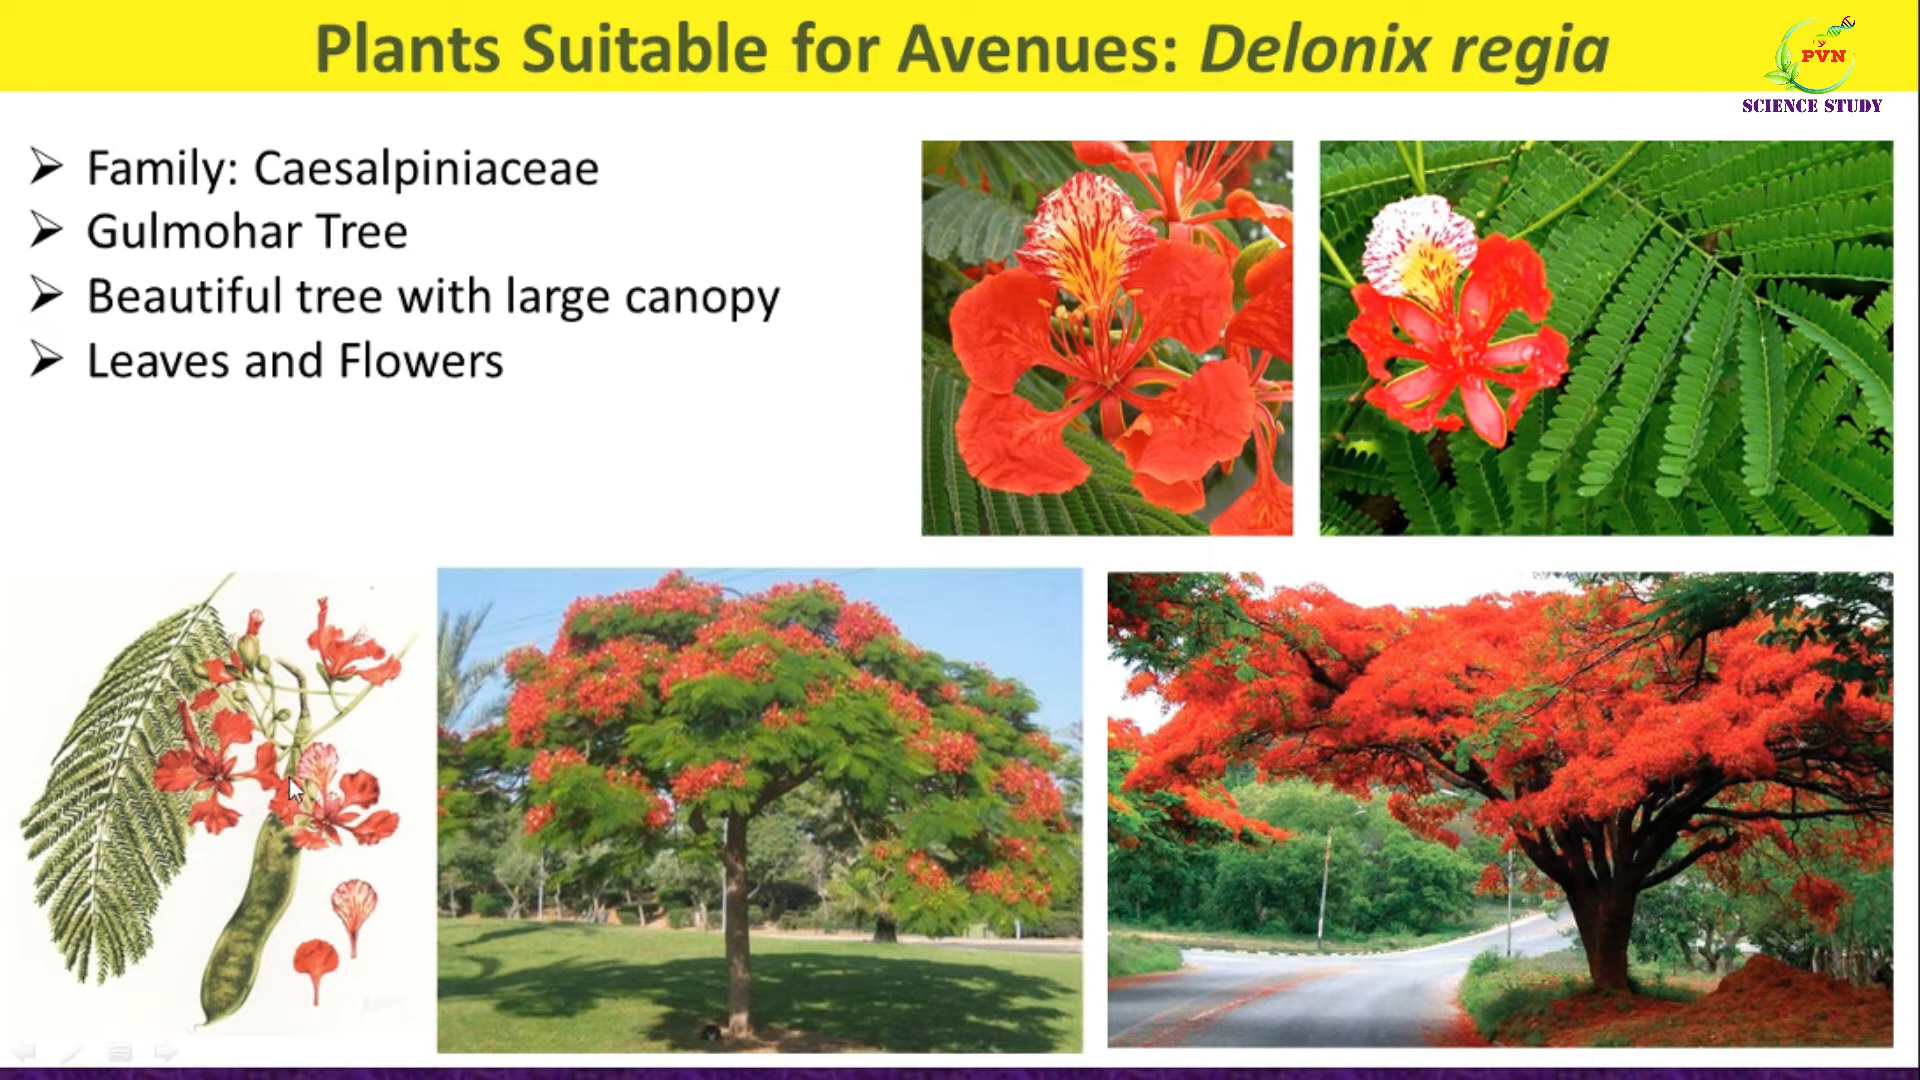 Plants Suitable for Avenues: Delonix regia
PVN
SCIENCE STUDY
Family: Caesalpiniaceae
Gulmohar Tree
Beautiful tree with large canopy
Leaves and Flowers